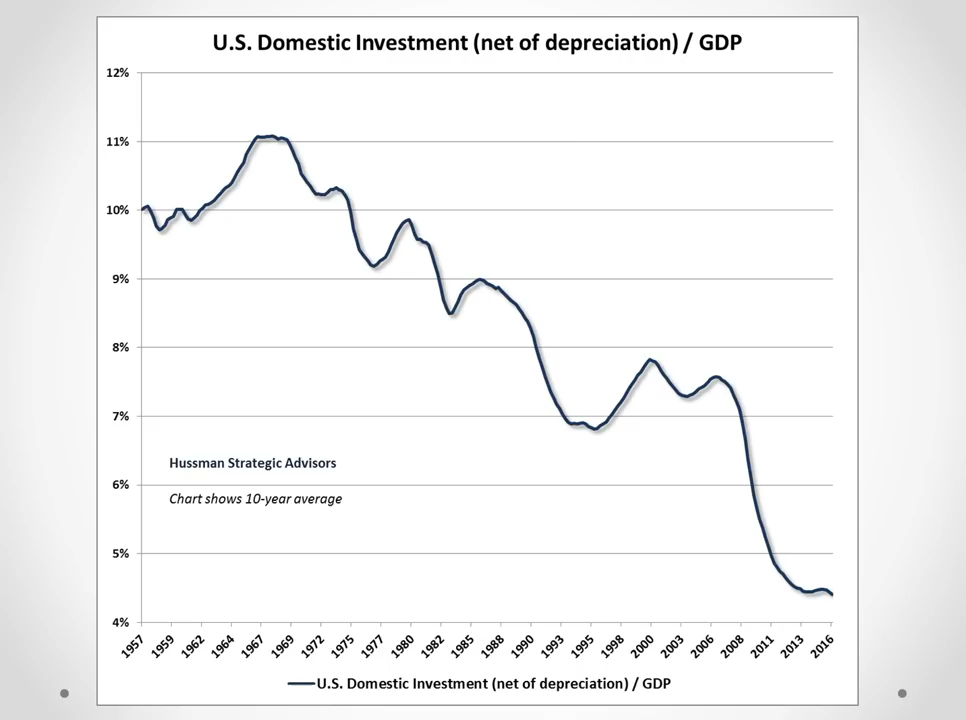 U.S. Domestic Investment (net of depreciation) / GDP
12%
11%
10%
9%
8%
7%
6%
5%
4%
Hussman Strategic Advisors
Chart shows 10-year average
1957 1959 1962 1964 1967 1969 1972 1975 1977 1980 1982 1985 1988 1990 1993 1995 1998 2000 2003 2006 2008 2011 2013 2016
U.S. Domestic Investment (net of depreciation) / GDP